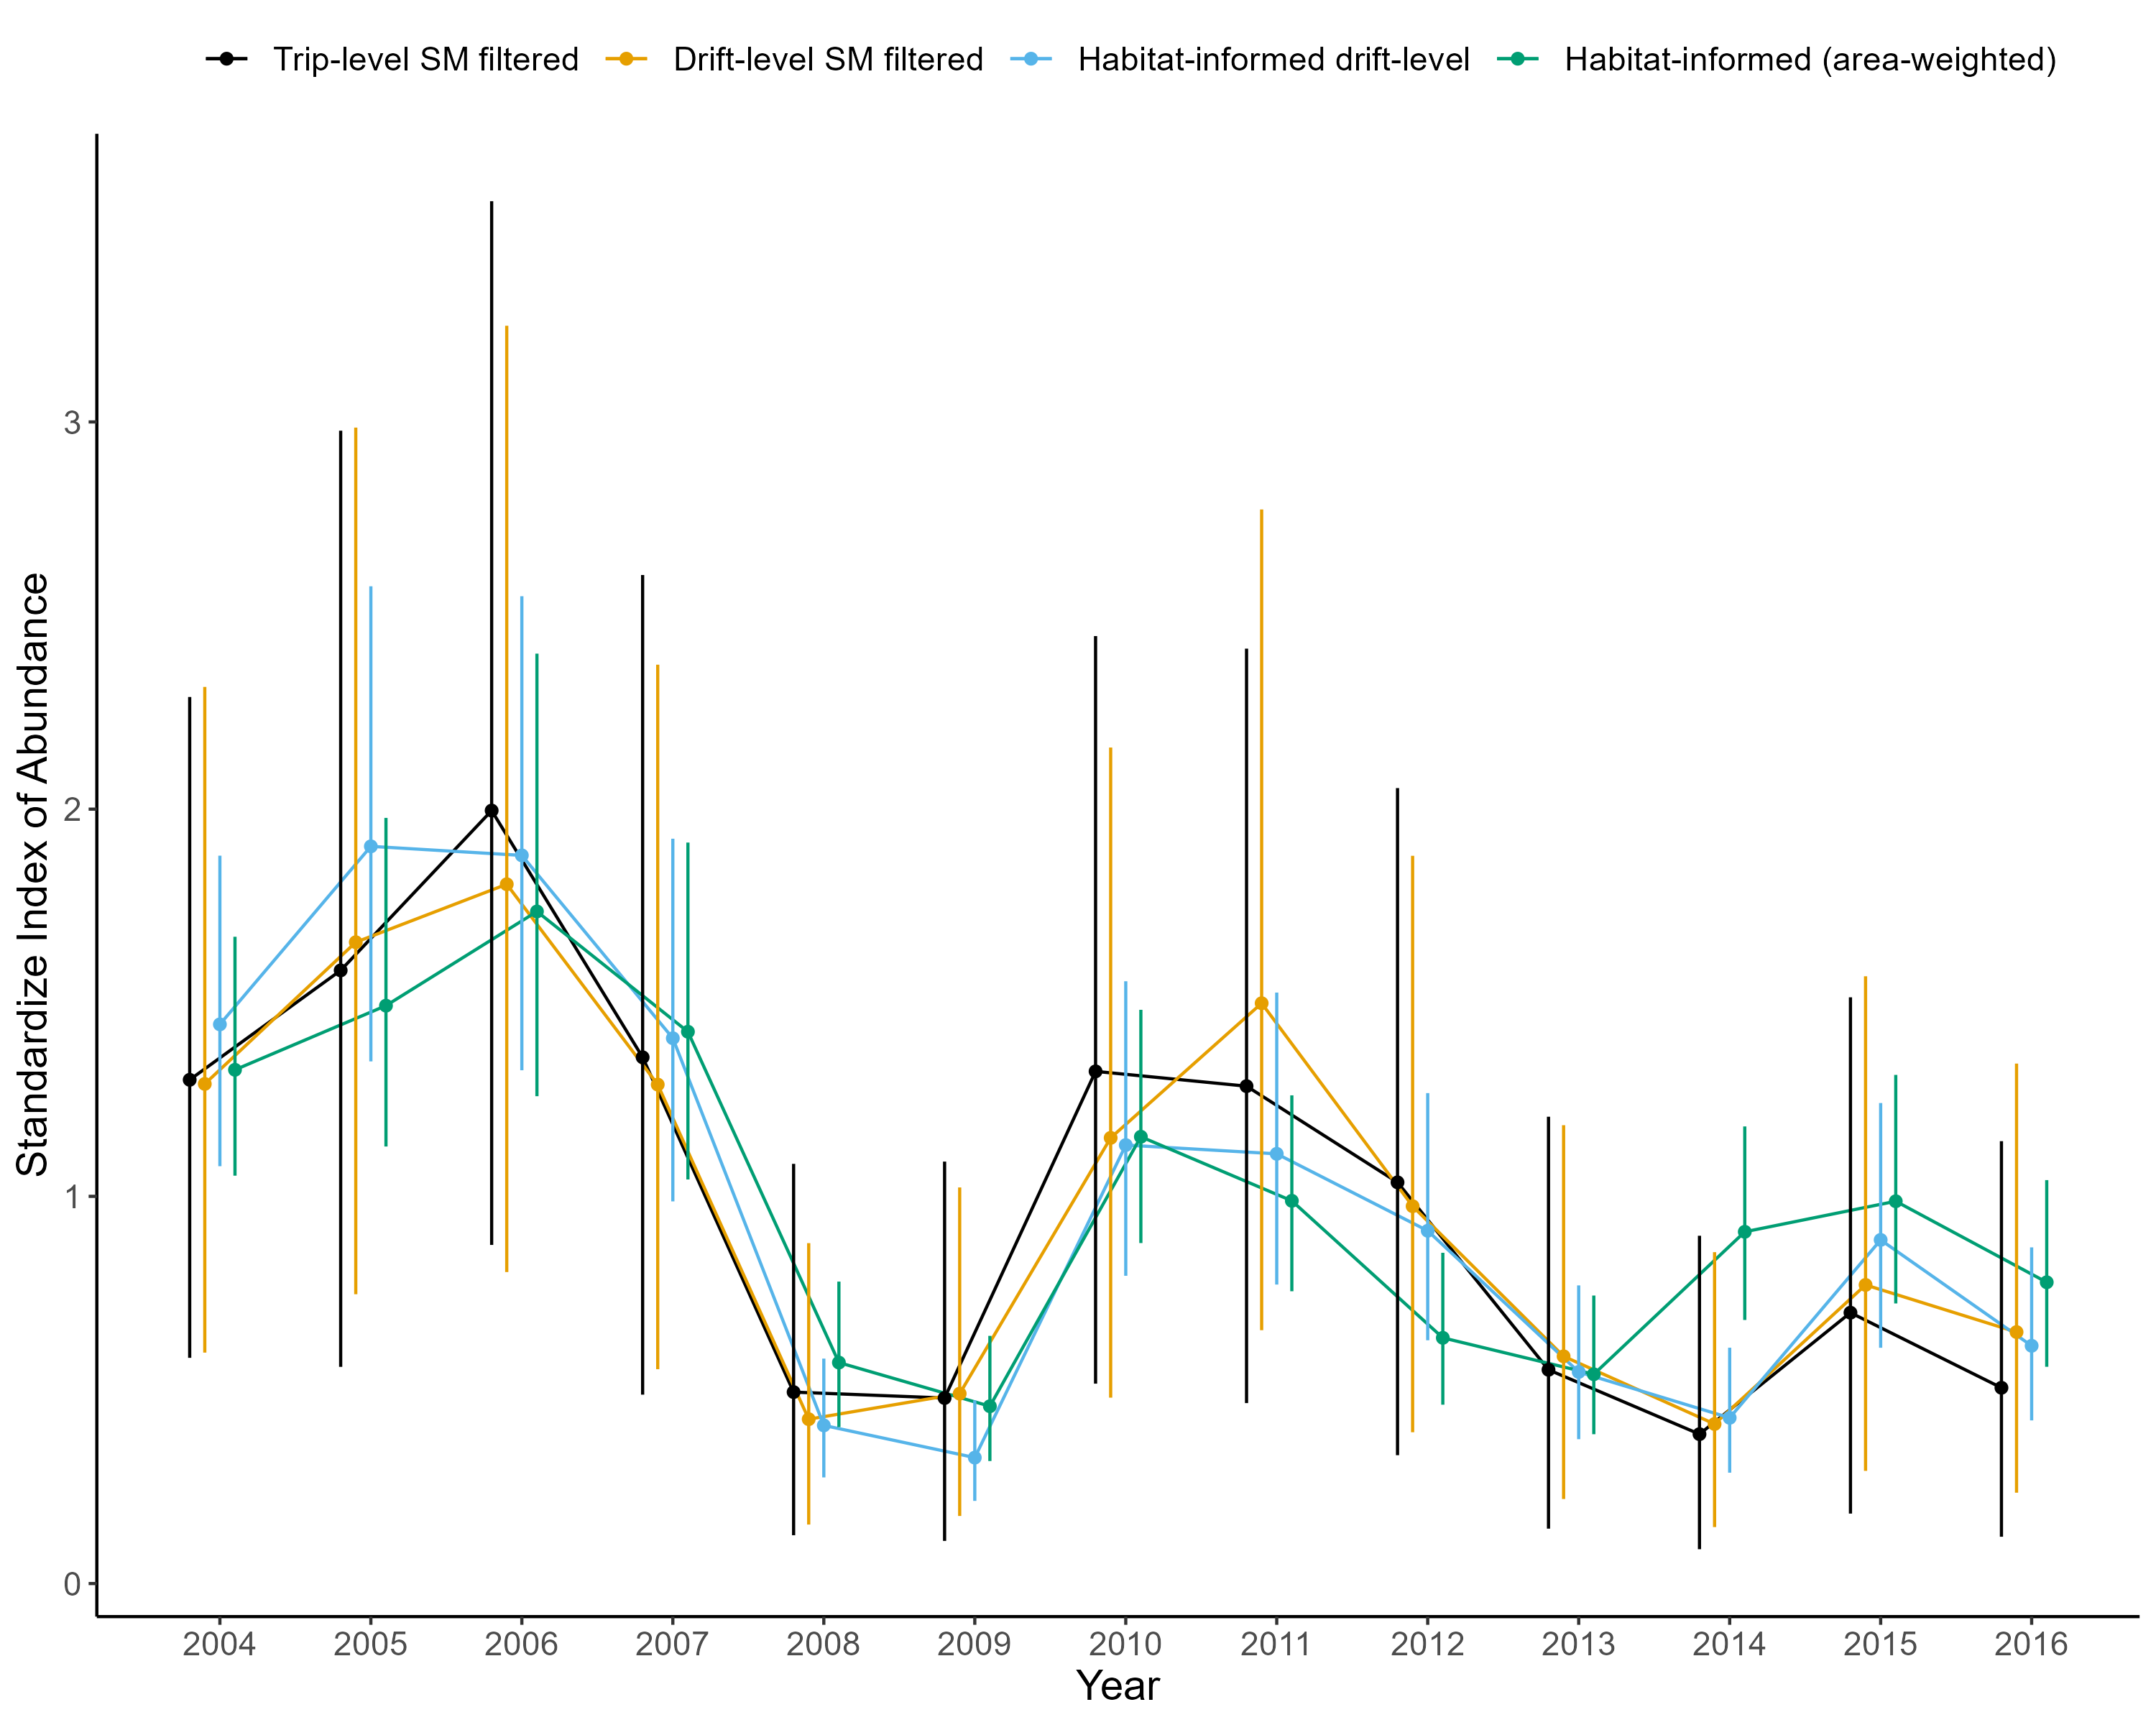 Trip-level SM filtered Drift-level SM filtered Habitat-informed drift-level Habitat-informed (area-weighted)
Standardize Index of Abundance
3
2
1
0
2004 2005 2006 2007 2008 2009 2010 2011 2012 2013 2014 2015 2016
Year